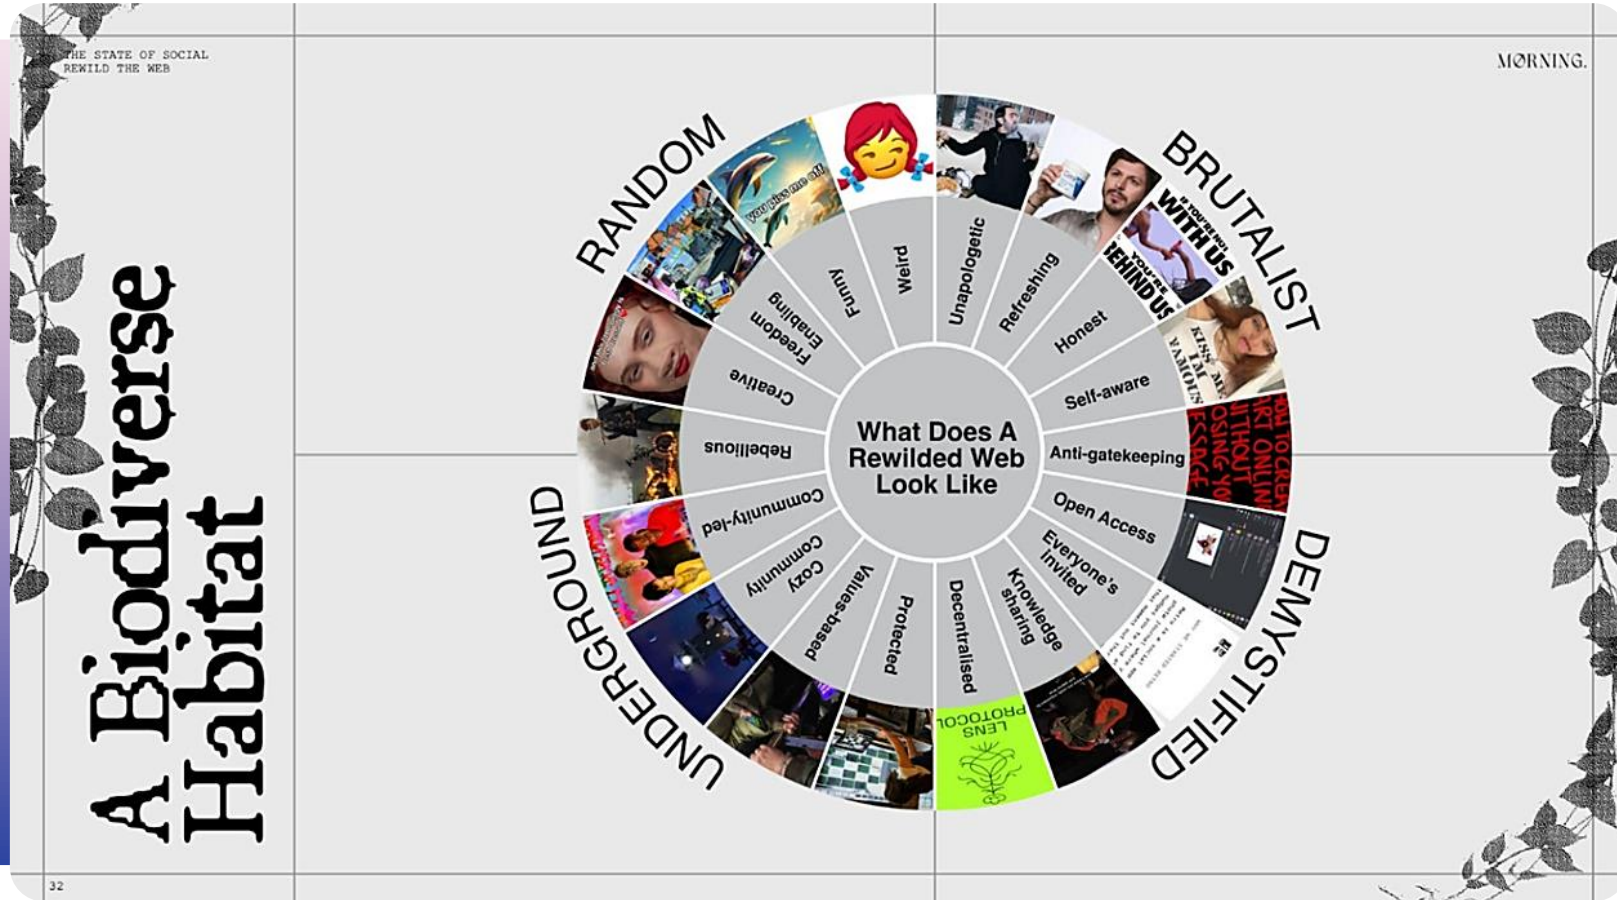 THE STATE OF SOCIAL
REWILD THE WEB
MØRNING.
A Biodiverse
Habitat
What Does A
Rewilded Web
Look Like
BRUTALIST
Unapologetic
Refreshing
Honest
Self-aware
IF YOU'RE NOT
WITH US
YOU'RE
BEHIND US
KISS MY
I'M
FAMOUS
DEMYSTIFIED
Anti-gatekeeping
Open Access
Everyone's
invited
Knowledge
sharing
Decentralised
LENS
PROTOCOL
UNDERGROUND
Protected
Values-based
Cozy
Community
Community-led
Rebellious
RANDOM
Creative
Freedom
Enabling
Funny
Weird
you piss me off
32